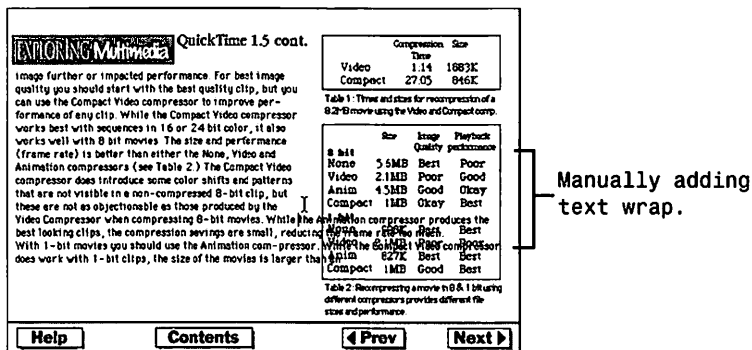 EXPLORING Multimedia
QuickTime 1.5 cont.
image further or impacted performance. For best image
quality you should start with the best quality clip, but you
can use the Compact Video compressor to improve per-
formance of any clip. While the Compact Video compressor
works best with sequences in 16 or 24 bit color, it also
works well with 8 bit movies The size and performance
(frame rate) is better than either the None, Video and
Animation compressors (see Table 2.) The Compact Video
compressor does introduce some color shifts and patterns
that are not visible in a non-compressed 8-bit clip, but
these are not as objectionable as those produced by the
Video Compressor when compressing 8-bit movies. While the Animation compressor produces the
best looking clips, the compression savings are small, reducing the frame rate too much.
With 1-bit movies you should use the Animation com-pressor. While the Compact Video compressor
does work with 1-bit clips, the size of the movies is larger than
Compression Size
Time
Video 1:14 1883K
Compact 27:05 846K
Table 1: Times and sizes for recompression of a
8.2MB movie using the Video and Compact comp.
Size Image Playback
Quality performance
8 bit
None 5.6MB Best Poor
Video 2.1MB Poor Good
Anim 4.5MB Good Okay
Compact 1MB Okay Best
1 bit
None Best Best
Video 2.1MB Poor Poor
Anim 827K Best Best
Compact 1MB Good Best
Table 2: Recompressing a movie in 8 & 1 bit using
different compressors provides different file
sizes and performance.
Manually adding
text wrap.
Help
Contents
Prev
Next